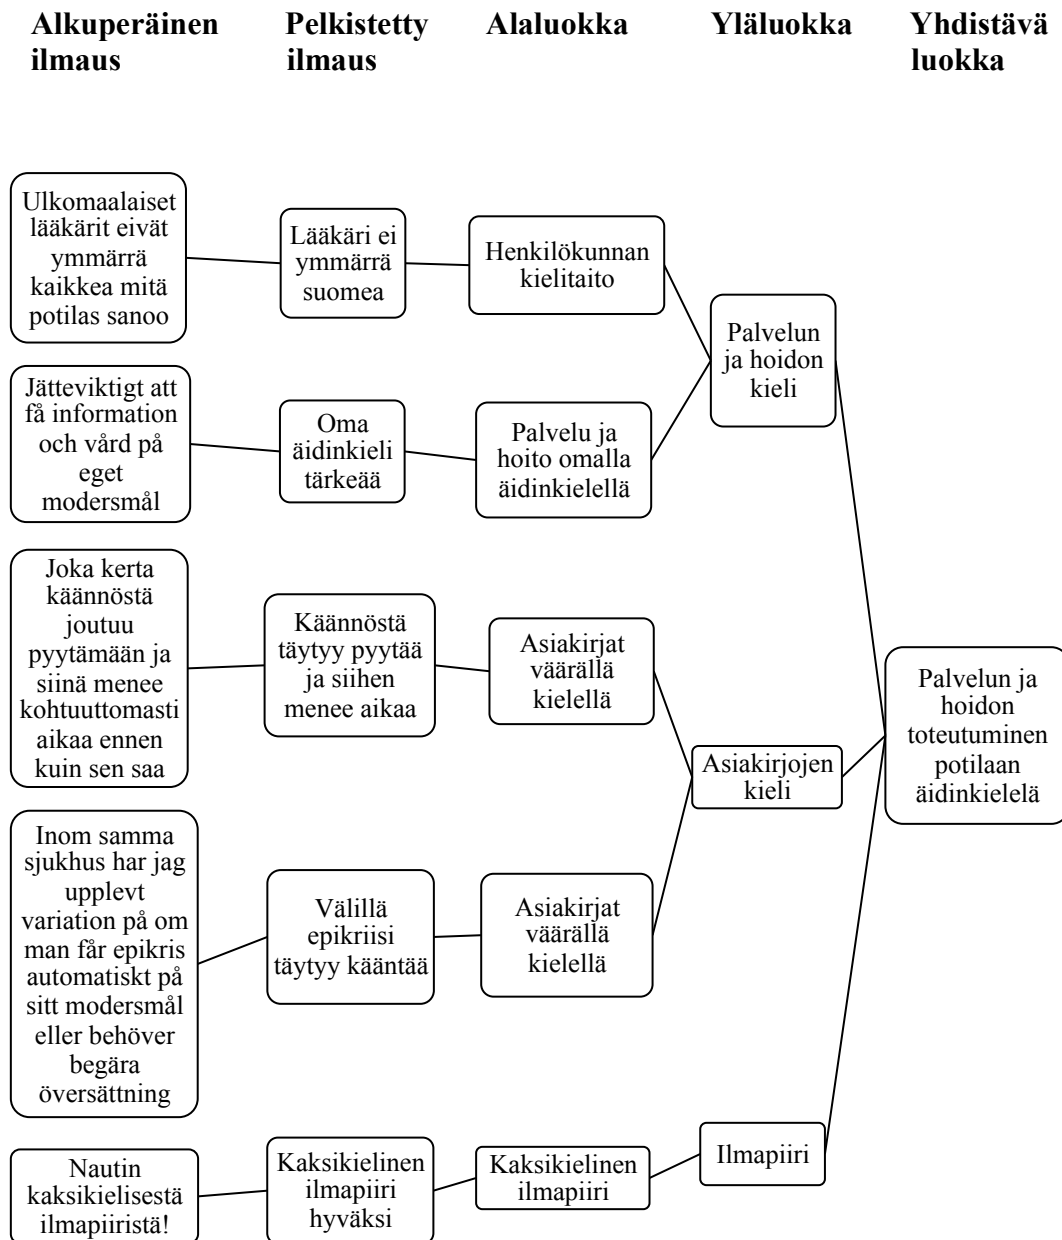 Alkuperäinen
ilmaus
Pelkistetty
ilmaus
Alaluokka
Yläluokka
Yhdistävä
luokka
Ulkomaalaiset
lääkärit eivät
ymmärrä
kaikkea mitä
potilas sanoo
Lääkäri ei
ymmärrä
suomea
Henkilökunnan
kielitaito
Palvelun
ja hoidon
kieli
Jätteviktigt att
få information
och vård på
eget
modersmål
Oma
äidinkieli
tärkeää
Palvelu ja
hoito omalla
äidinkielellä
Joka kerta
käännöstä
joutuu
pyytämään ja
siinä menee
kohtuuttomasti
aikaa ennen
kuin sen saa
Käännöstä
täytyy pyytää
ja siihen
menee aikaa
Asiakirjat
väärällä
kielellä
Asiakirjojen
kieli
Palvelun ja
hoidon
toteutuminen
potilaan
äidinkielelä
Inom samma
sjukhus har jag
upplevt
variation på om
man får epikris
automatiskt på
sitt modersmål
eller behöver
begära
översättning
Välillä
epikriisi
täytyy kääntää
Asiakirjat
väärällä
kielellä
Nautin
kaksikielisestä
ilmapiiristä!
Kaksikielinen
ilmapiiri
hyväksi
Kaksikielinen
ilmapiiri
Ilmapiiri